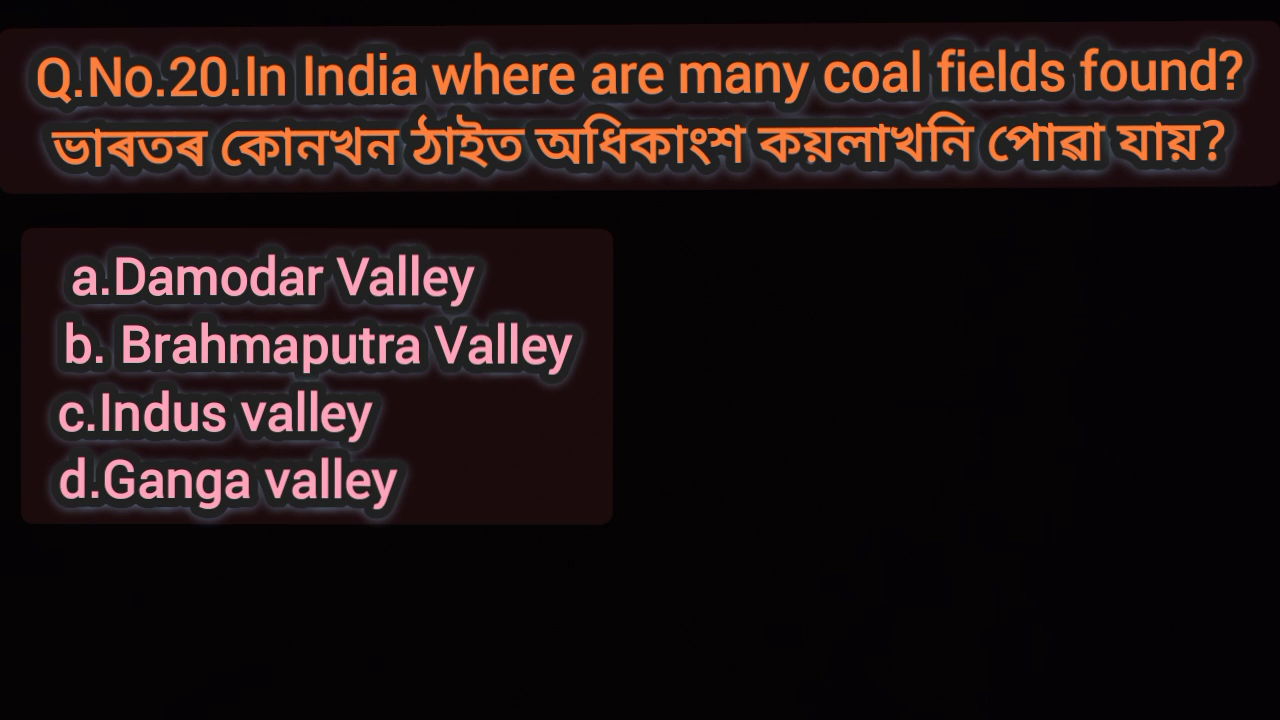 Q.No.20.In India where are many coal fields found?
ভাৰতৰ কোনখন ঠাইত অধিকাংশ কয়লাখনি পোৱা যায়?
a.Damodar Valley
b. Brahmaputra Valley
c.Indus valley
d.Ganga valley